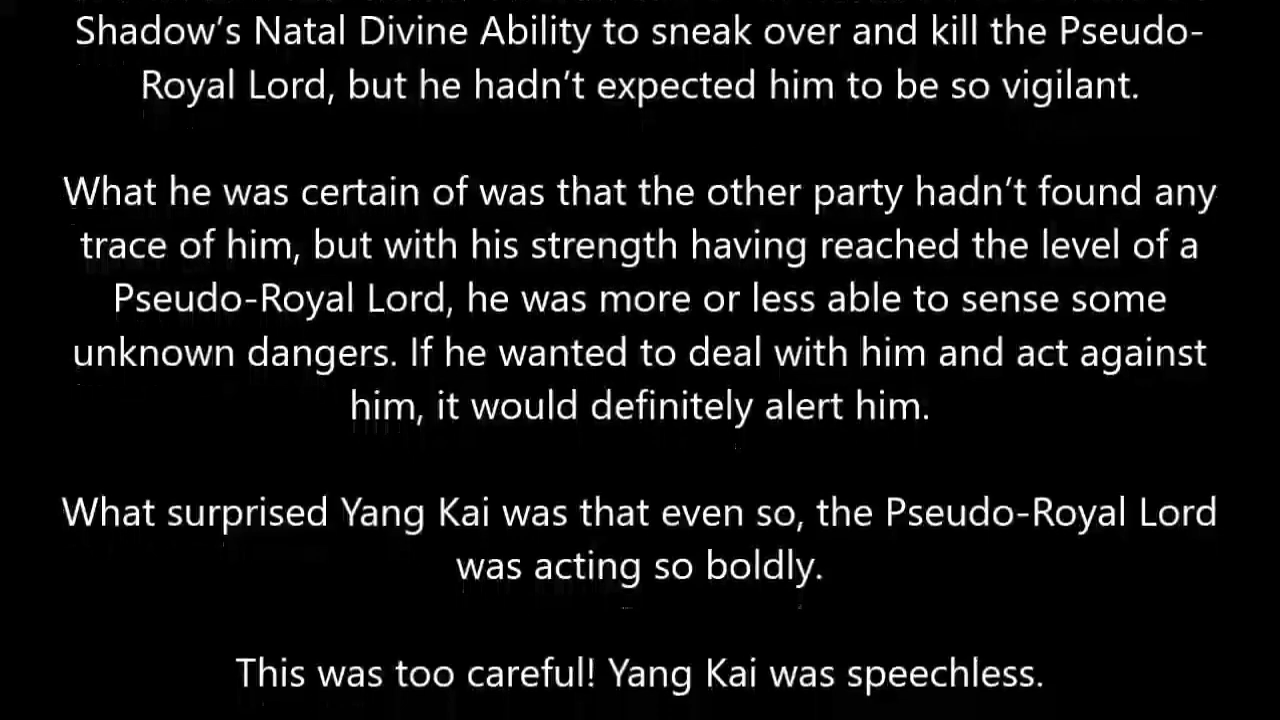 Shadow’s Natal Divine Ability to sneak over and kill the Pseudo-
Royal Lord, but he hadn’t expected him to be so vigilant.
What he was certain of was that the other party hadn’t found any
trace of him, but with his strength having reached the level of a
Pseudo-Royal Lord, he was more or less able to sense some
unknown dangers. If he wanted to deal with him and act against
him, it would definitely alert him.
What surprised Yang Kai was that even so, the Pseudo-Royal Lord
was acting so boldly.
This was too careful! Yang Kai was speechless.